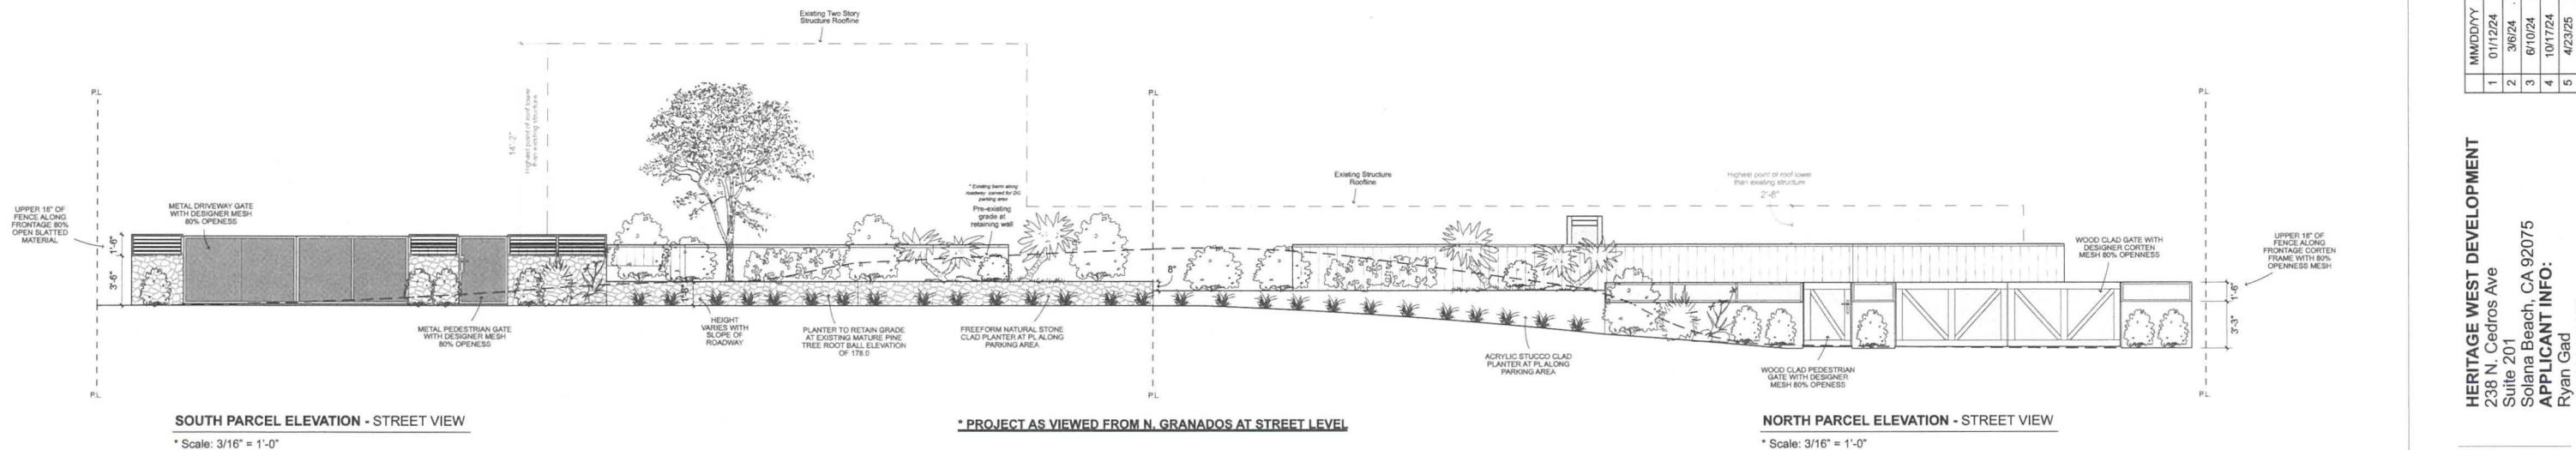 Existing Two Story
Structure Roofline
P.L.
14'-2"
Highest point of roof lower
than existing structure
UPPER 18" OF
FENCE ALONG
FRONTAGE 80%
OPEN SLATTED
MATERIAL
1'-6"
3'-6"
METAL DRIVEWAY GATE
WITH DESIGNER MESH
80% OPENESS
METAL PEDESTRIAN GATE
WITH DESIGNER MESH
80% OPENESS
HEIGHT
VARIES WITH
SLOPE OF
ROADWAY
PLANTER TO RETAIN GRADE
AT EXISTING MATURE PINE
TREE ROOT BALL ELEVATION
OF 178.0
* Existing berm along
roadway carved for DG
parking area
Pre-existing
grade at
retaining wall
FREEFORM NATURAL STONE
CLAD PLANTER AT PL ALONG
PARKING AREA
P.L.
P.L.
8"
P.L.
Existing Structure
Roofline
ACRYLIC STUCCO CLAD
PLANTER AT PL ALONG
PARKING AREA
Highest point of roof lower
than existing structure
2'-8"
WOOD CLAD PEDESTRIAN
GATE WITH DESIGNER
MESH 80% OPENESS
WOOD CLAD GATE WITH
DESIGNER CORTEN
MESH 80% OPENNESS
P.L.
P.L.
1'-6"
3'-3"
UPPER 18" OF
FENCE ALONG
FRONTAGE CORTEN
FRAME WITH 80%
OPENNESS MESH
SOUTH PARCEL ELEVATION - STREET VIEW
* Scale: 3/16" = 1'-0"
* PROJECT AS VIEWED FROM N. GRANADOS AT STREET LEVEL
NORTH PARCEL ELEVATION - STREET VIEW
* Scale: 3/16" = 1'-0"
MM/DD/YY
1 01/12/24
2 3/6/24
3 6/10/24
4 10/17/24
5 4/23/25
HERITAGE WEST DEVELOPMENT
238 N. Cedros Ave
Suite 201
Solana Beach, CA 92075
APPLICANT INFO:
Ryan Gad